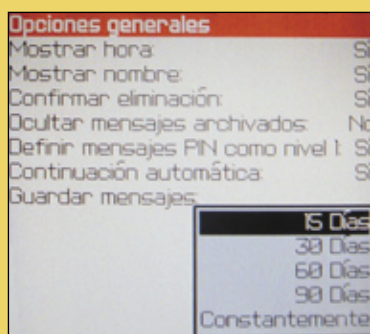 Opciones generales
Mostrar hora: Sí
Mostrar nombre: Sí
Confirmar eliminación: Sí
Ocultar mensajes archivados: No
Definir mensajes PIN como nivel 1: Sí
Continuación automática: Sí
Guardar mensajes:
15 Días
30 Días
60 Días
90 Días
Constantemente